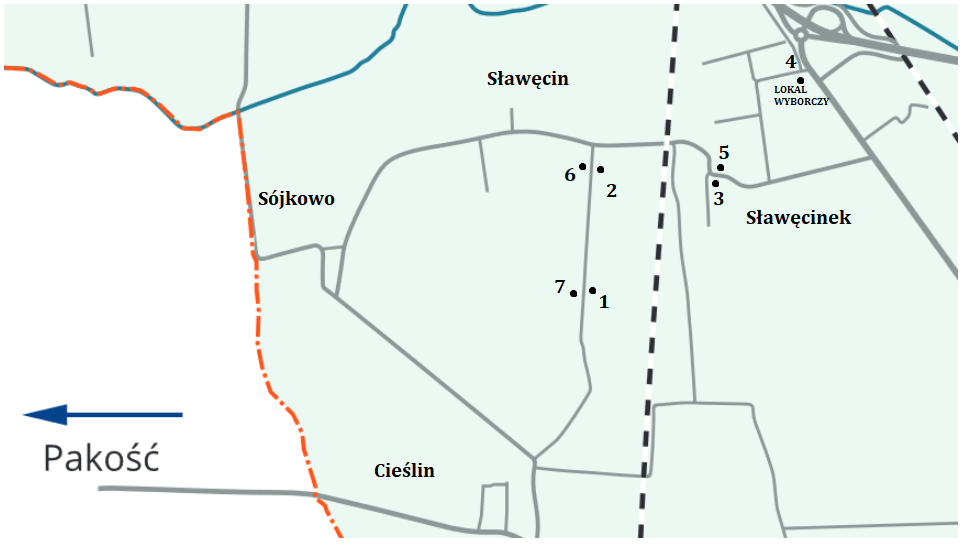 4
Sławęcin
LOKAL
WYBORCZY
5
6
2
3
Sójkowo
Sławęcinek
7
1
Pakość
Cieślin